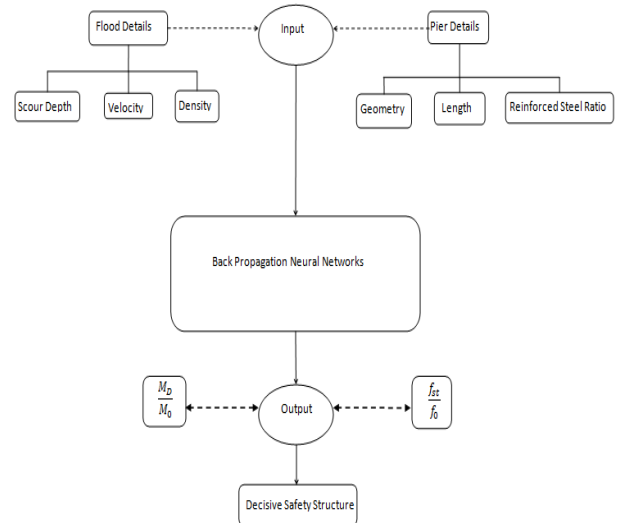 Flood Details
Input
Pier Details
Scour Depth
Velocity
Density
Geometry
Length
Reinforced Steel Ratio
Back Propagation Neural Networks
M_D
M_0
Output
f_st
f_0
Decisive Safety Structure